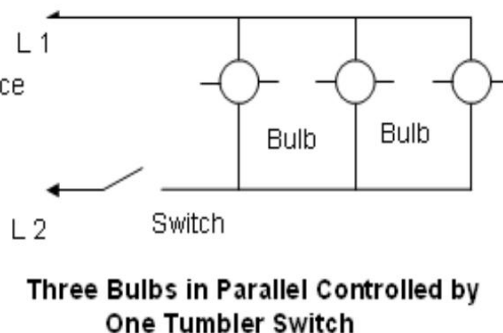 L 1
ce
Bulb
Bulb
Switch
L 2
Three Bulbs in Parallel Controlled by
One Tumbler Switch